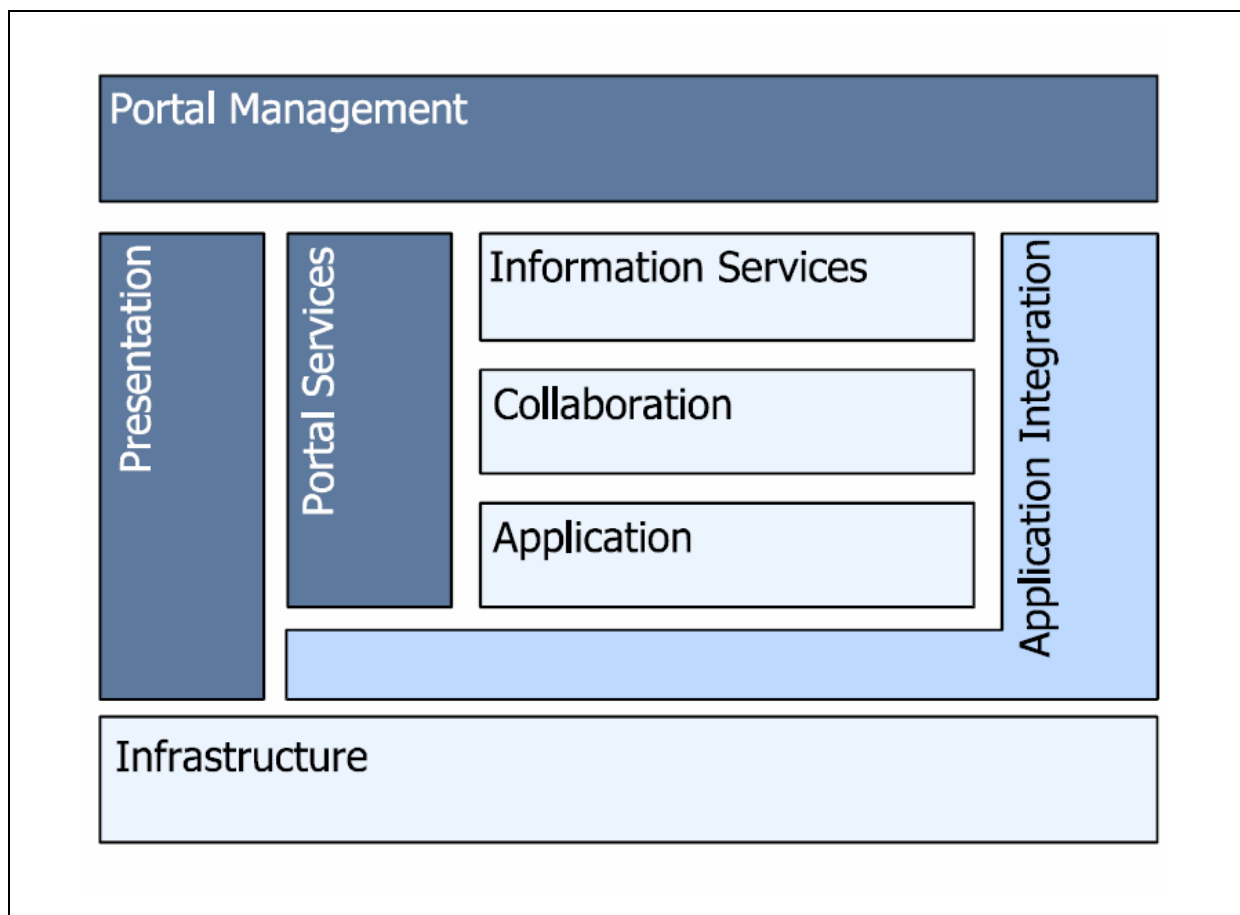 Portal Management
Presentation
Portal Services
Information Services
Collaboration
Application
Application Integration
Infrastructure